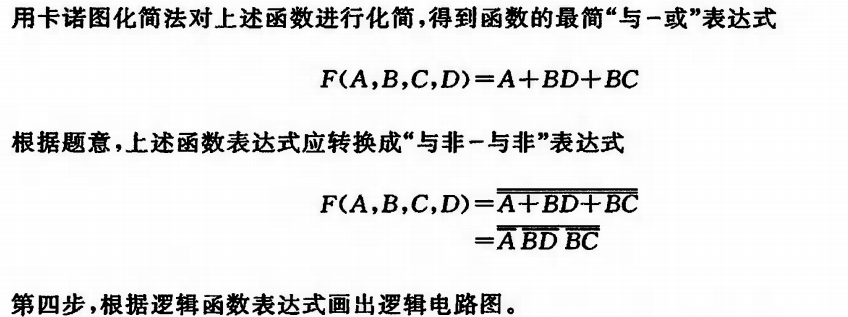 用卡诺图化简法对上述函数进行化简,得到函数的最简“与-或”表达式
F(A,B,C,D)=A+BD+BC
根据题意,上述函数表达式应转换成“与非-与非”表达式
F(A,B,C,D)=\overline{\overline{A+BD+BC}}
=\overline{\overline{A}\,\overline{BD}\,\overline{BC}}
第四步,根据逻辑函数表达式画出逻辑电路图。